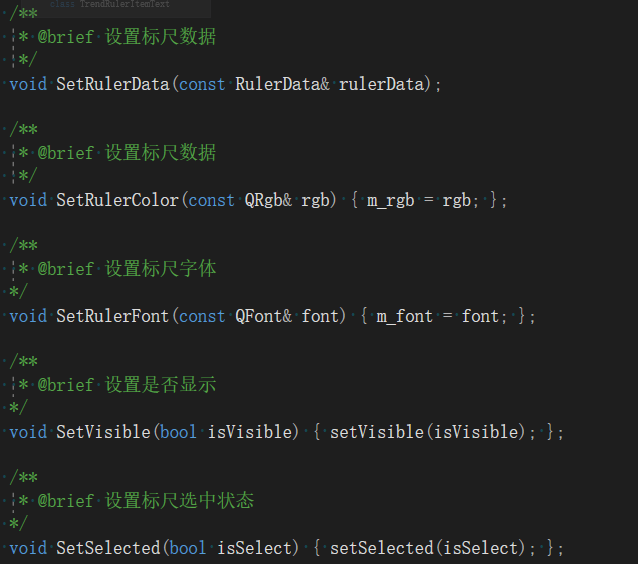 class TrendRulerItemText
/**
* @brief 设置标尺数据
*/
void SetRulerData(const RulerData& rulerData);
/**
* @brief 设置标尺数据
*/
void SetRulerColor(const QRgb& rgb) { m_rgb = rgb; };
/**
* @brief 设置标尺字体
*/
void SetRulerFont(const QFont& font) { m_font = font; };
/**
* @brief 设置是否显示
*/
void SetVisible(bool isVisible) { setVisible(isVisible); };
/**
* @brief 设置标尺选中状态
*/
void SetSelected(bool isSelect) { setSelected(isSelect); };